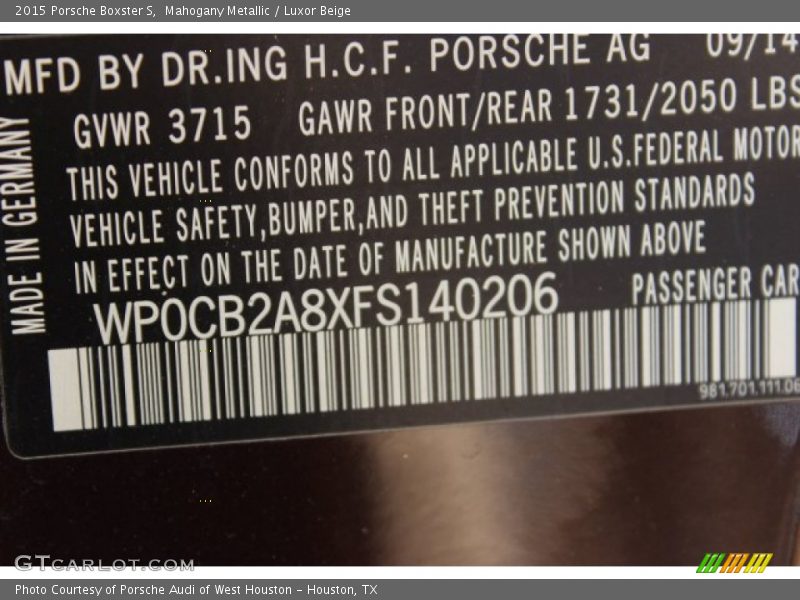 2015 Porsche Boxster S, Mahogany Metallic / Luxor Beige
MFD BY DR.ING H.C.F. PORSCHE AG 09/14
GVWR 3715 GAWR FRONT/REAR 1731/2050 LBS
THIS VEHICLE CONFORMS TO ALL APPLICABLE U.S.FEDERAL MOTOR
VEHICLE SAFETY,BUMPER,AND THEFT PREVENTION STANDARDS
IN EFFECT ON THE DATE OF MANUFACTURE SHOWN ABOVE
MADE IN GERMANY
WP0CB2A8XFS140206 PASSENGER CAR
981.701.111.06
GTCARLOT.COM
Photo Courtesy of Porsche Audi of West Houston - Houston, TX